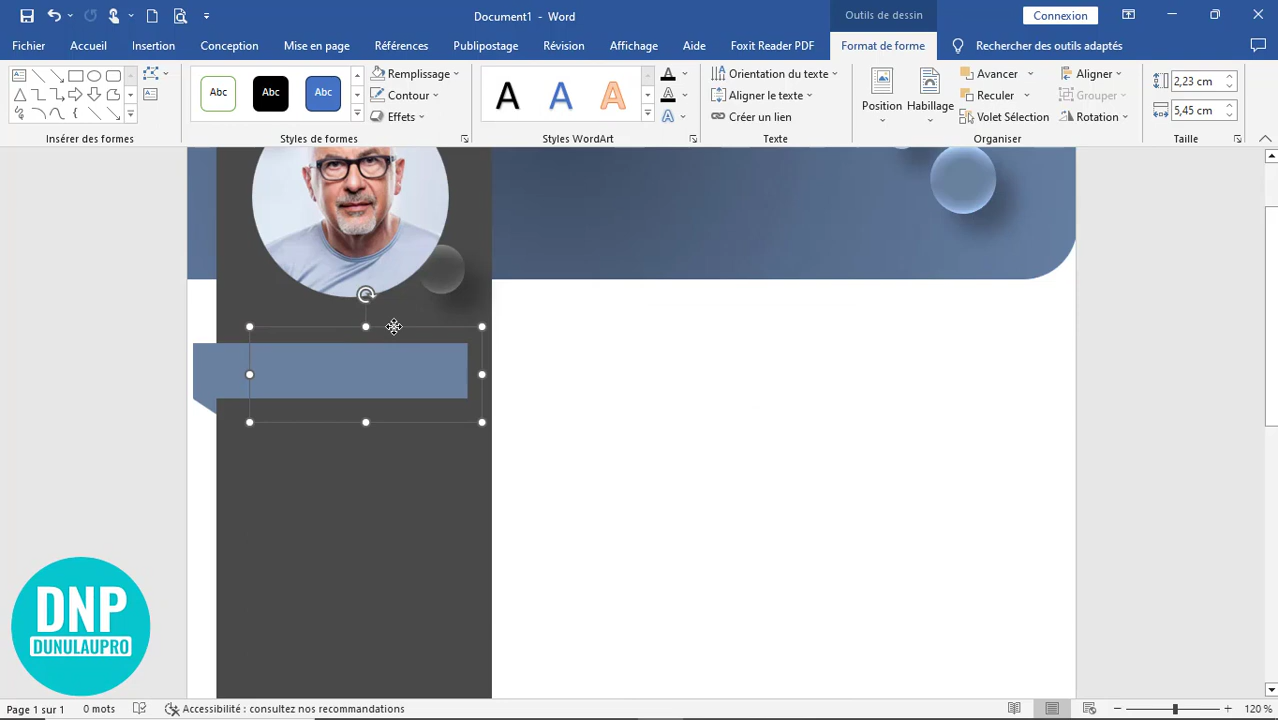 Document1 - Word
Outils de dessin
Connexion
Fichier
Accueil
Insertion
Conception
Mise en page
Références
Publipostage
Révision
Affichage
Aide
Foxit Reader PDF
Format de forme
Rechercher des outils adaptés
Abc
Abc
Abc
Remplissage
Contour
Effets
A
A
A
A
A
A
Orientation du texte
Aligner le texte
Créer un lien
Position
Habillage
Avancer
Reculer
Volet Sélection
Aligner
Grouper
Rotation
2,23 cm
5,45 cm
Insérer des formes
Styles de formes
Styles WordArt
Texte
Organiser
Taille
DNP
DUNULAUPRO
Page 1 sur 1
0 mots
Accessibilité : consultez nos recommandations
120 %